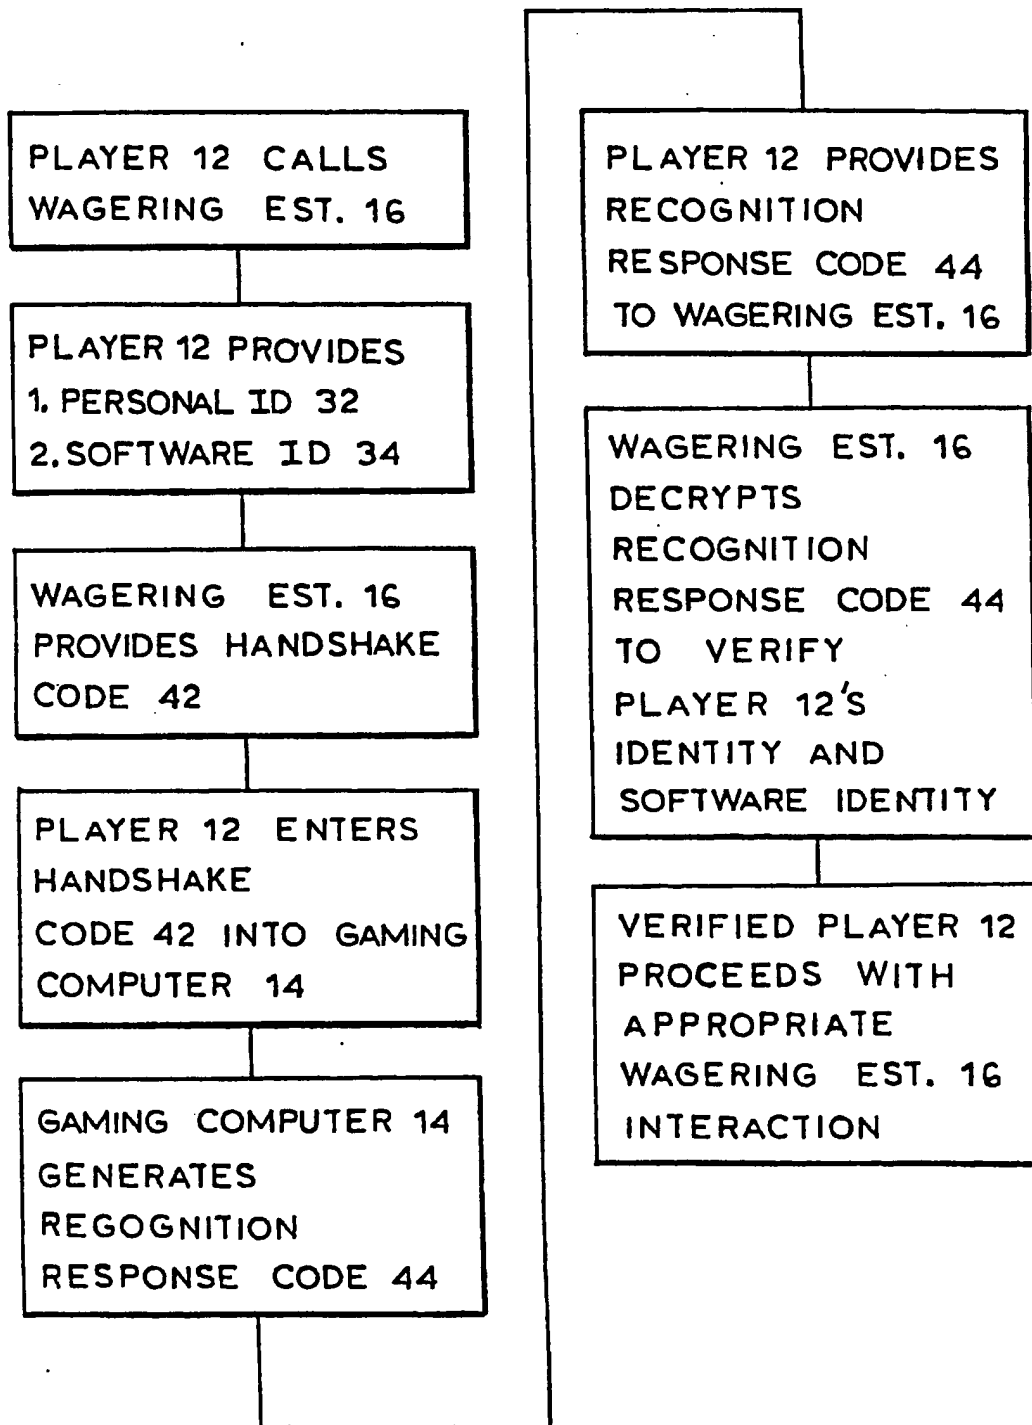 PLAYER 12 CALLS
WAGERING EST. 16
PLAYER 12 PROVIDES
1. PERSONAL ID 32
2. SOFTWARE ID 34
WAGERING EST. 16
PROVIDES HANDSHAKE
CODE 42
PLAYER 12 ENTERS
HANDSHAKE
CODE 42 INTO GAMING
COMPUTER 14
GAMING COMPUTER 14
GENERATES
REGOGNITION
RESPONSE CODE 44
PLAYER 12 PROVIDES
RECOGNITION
RESPONSE CODE 44
TO WAGERING EST. 16
WAGERING EST. 16
DECRYPTS
RECOGNITION
RESPONSE CODE 44
TO VERIFY
PLAYER 12'S
IDENTITY AND
SOFTWARE IDENTITY
VERIFIED PLAYER 12
PROCEEDS WITH
APPROPRIATE
WAGERING EST. 16
INTERACTION